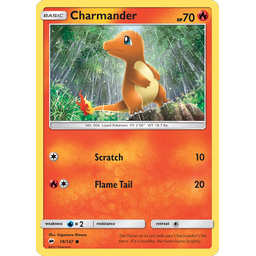 BASIC Charmander HP70
NO. 004 Lizard Pokémon HT: 2'00" WT: 18.7 lbs.
Scratch 10
Flame Tail 20
weakness ×2 resistance retreat
Illus. Kagemaru Himeno
18/147